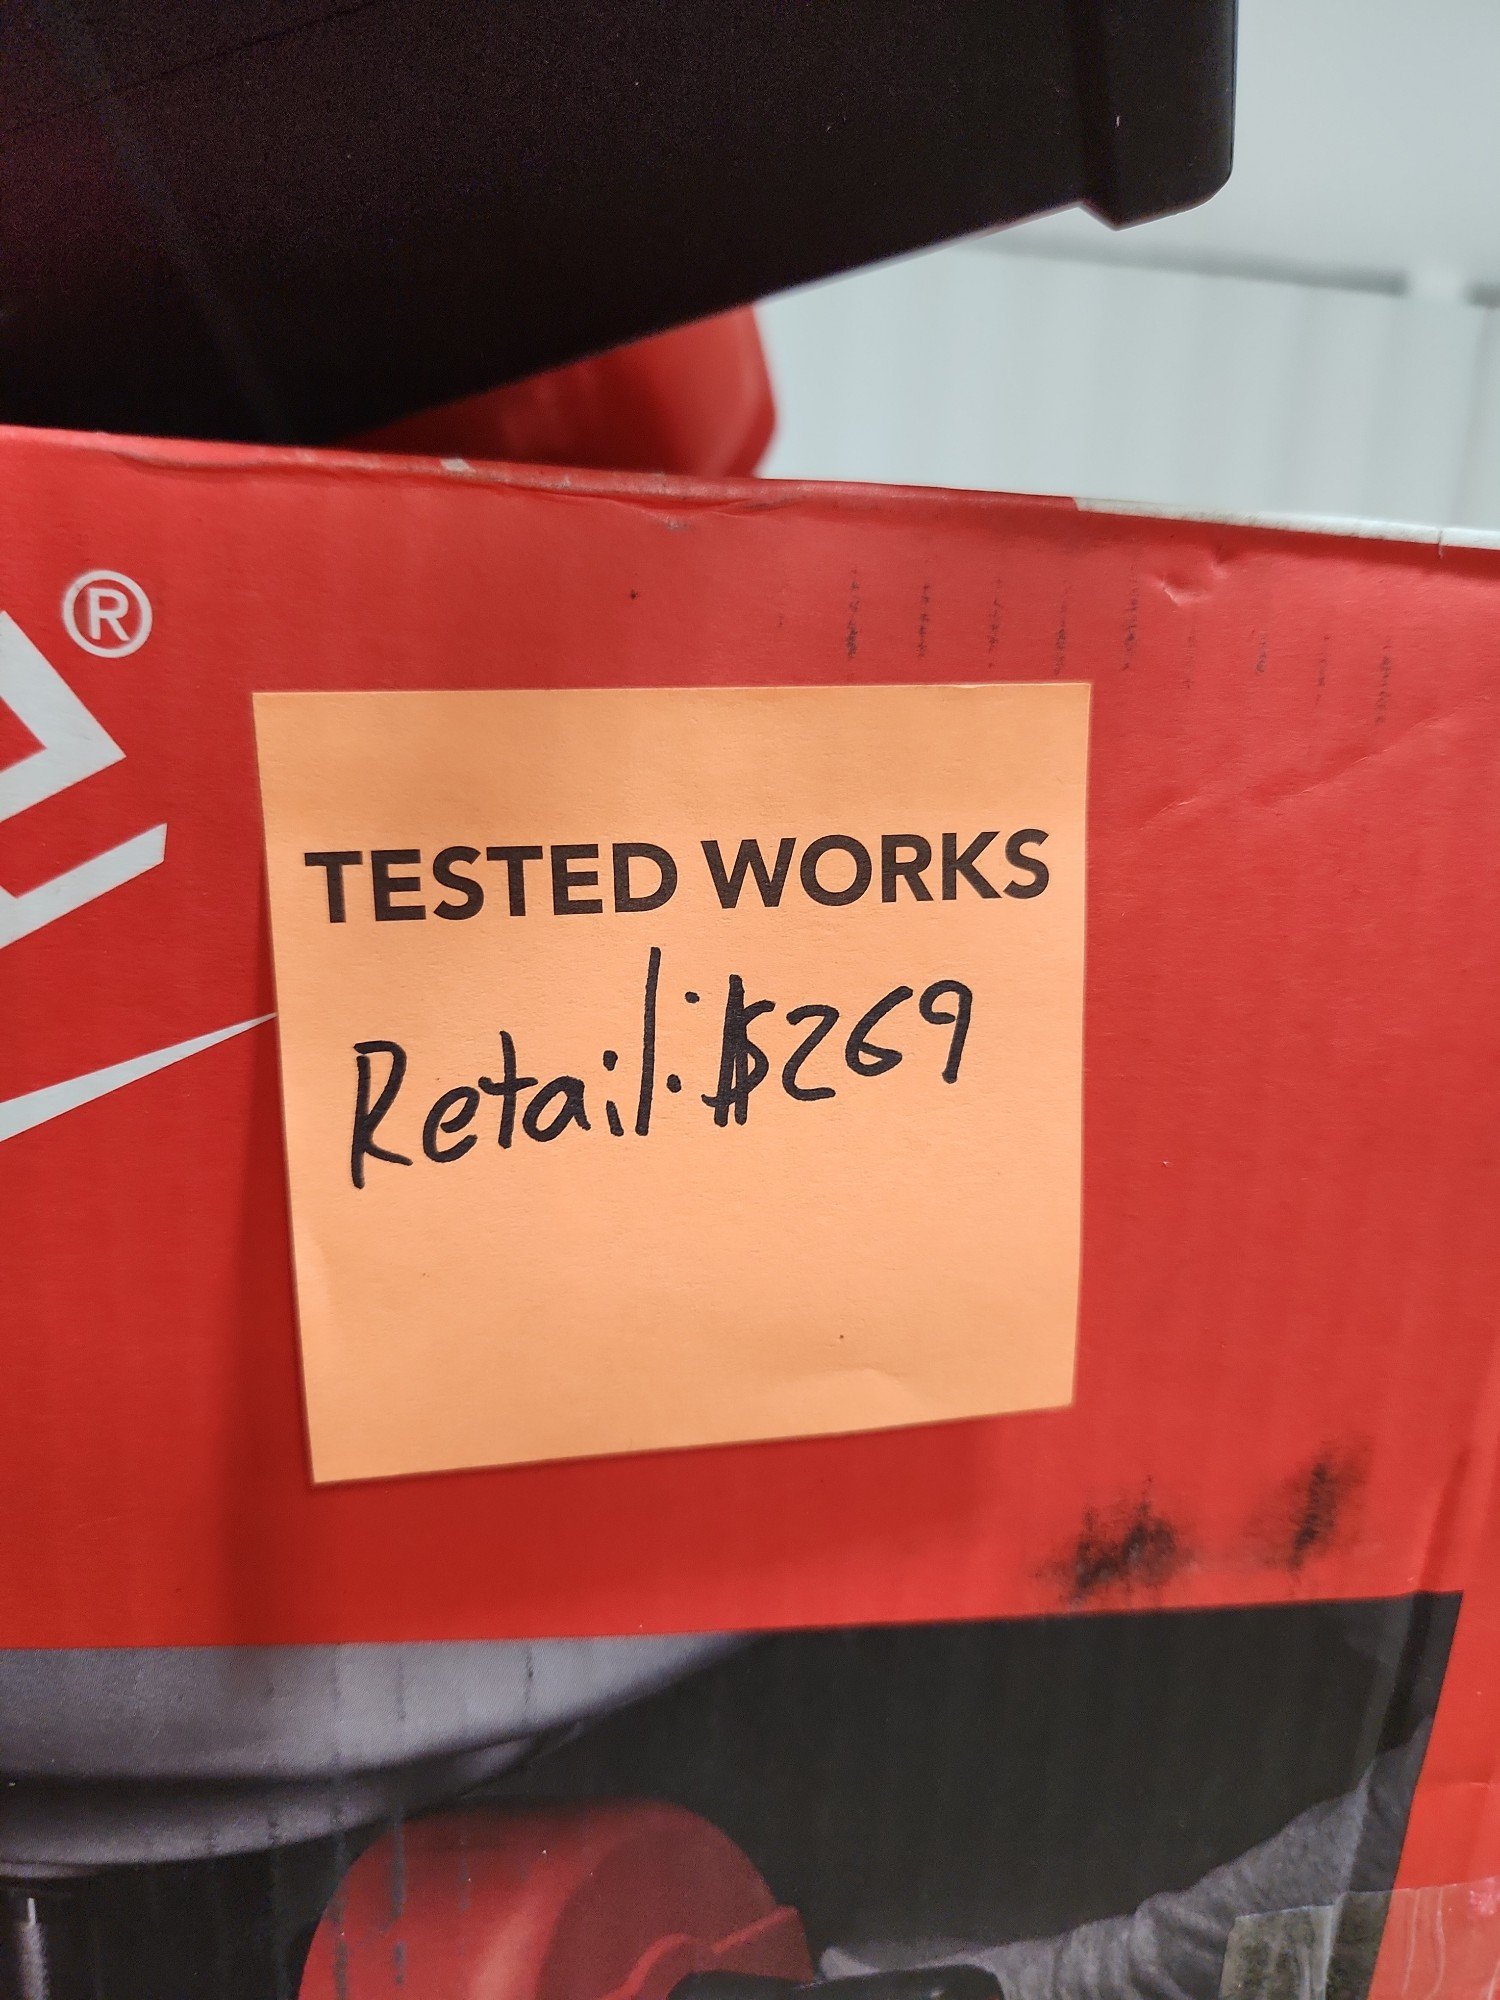 ®
TESTED WORKS
Retail: $269